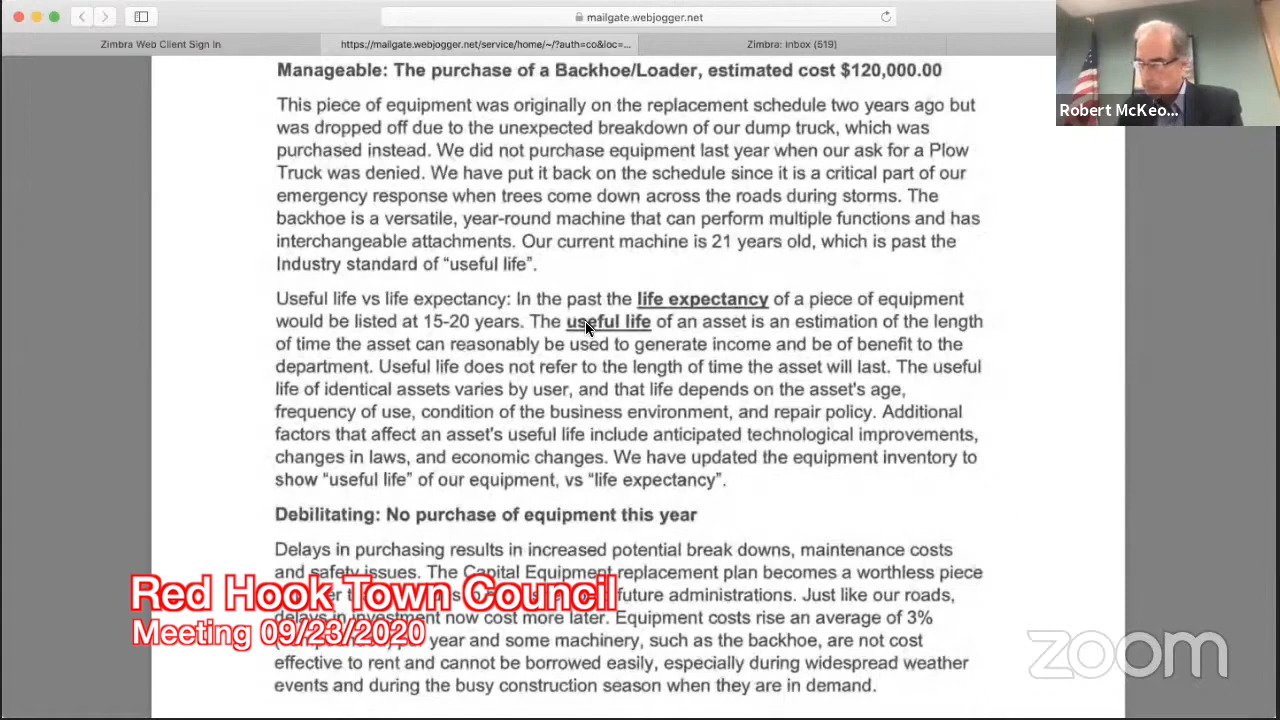 mailgate.webjogger.net
Zimbra Web Client Sign In
https://mailgate.webjogger.net/service/home/~/?auth=co&loc=...
Zimbra: Inbox (519)
Robert McKeo...
Manageable: The purchase of a Backhoe/Loader, estimated cost $120,000.00
This piece of equipment was originally on the replacement schedule two years ago but
was dropped off due to the unexpected breakdown of our dump truck, which was
purchased instead. We did not purchase equipment last year when our ask for a Plow
Truck was denied. We have put it back on the schedule since it is a critical part of our
emergency response when trees come down across the roads during storms. The
backhoe is a versatile, year-round machine that can perform multiple functions and has
interchangeable attachments. Our current machine is 21 years old, which is past the
Industry standard of “useful life”.
Useful life vs life expectancy: In the past the life expectancy of a piece of equipment
would be listed at 15-20 years. The useful life of an asset is an estimation of the length
of time the asset can reasonably be used to generate income and be of benefit to the
department. Useful life does not refer to the length of time the asset will last. The useful
life of identical assets varies by user, and that life depends on the asset's age,
frequency of use, condition of the business environment, and repair policy. Additional
factors that affect an asset's useful life include anticipated technological improvements,
changes in laws, and economic changes. We have updated the equipment inventory to
show “useful life” of our equipment, vs “life expectancy”.
Debilitating: No purchase of equipment this year
Delays in purchasing results in increased potential break downs, maintenance costs
and safety issues. The Capital Equipment replacement plan becomes a worthless piece
future administrations. Just like our roads,
delays in investment now cost more later. Equipment costs rise an average of 3%
year and some machinery, such as the backhoe, are not cost
effective to rent and cannot be borrowed easily, especially during widespread weather
events and during the busy construction season when they are in demand.
Red Hook Town Council
Meeting 09/23/2020
zoom